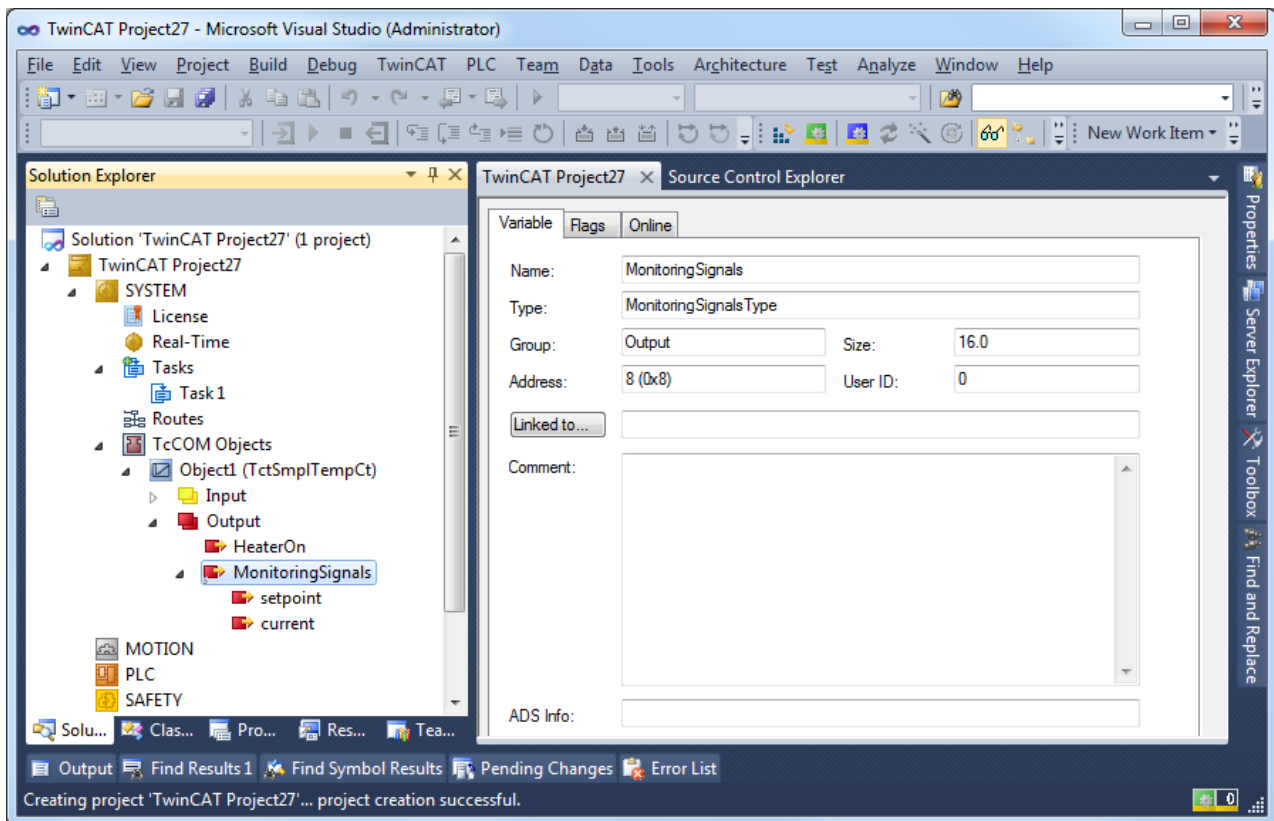 TwinCAT Project27 - Microsoft Visual Studio (Administrator)
File Edit View Project Build Debug TwinCAT PLC Team Data Tools Architecture Test Analyze Window Help
New Work Item
Solution Explorer
TwinCAT Project27 Source Control Explorer
Solution 'TwinCAT Project27' (1 project)
TwinCAT Project27
SYSTEM
License
Real-Time
Tasks
Task 1
Routes
TcCOM Objects
Object1 (TctSmplTempCt)
Input
Output
HeaterOn
MonitoringSignals
setpoint
current
MOTION
PLC
SAFETY
Solu... Clas... Pro... Res... Tea...
Variable Flags Online
Name: MonitoringSignals
Type: MonitoringSignalsType
Group: Output Size: 16.0
Address: 8 (0x8) User ID: 0
Linked to...
Comment:
ADS Info:
Properties
Server Explorer
Toolbox
Find and Replace
Output Find Results 1 Find Symbol Results Pending Changes Error List
Creating project 'TwinCAT Project27'... project creation successful.
0